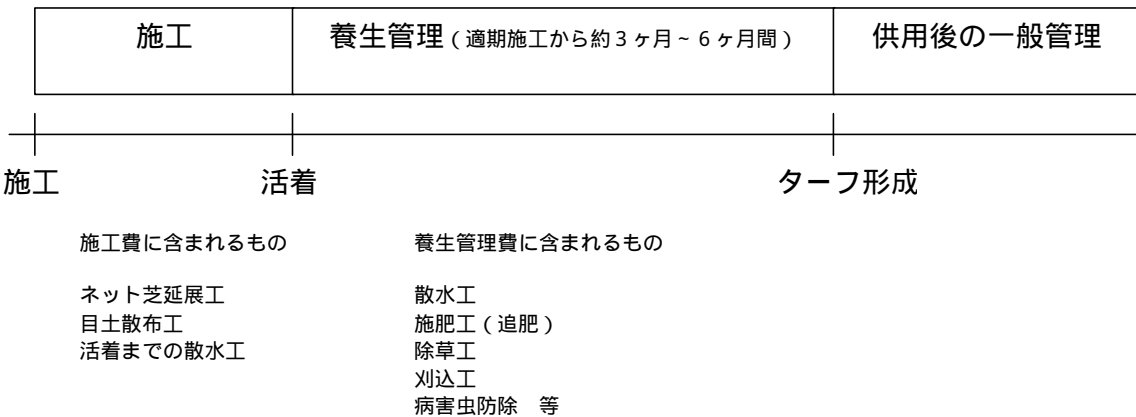 施工　養生管理（適期施工から約３ヶ月～６ヶ月間）　供用後の一般管理
施工　活着　ターフ形成
施工費に含まれるもの　養生管理費に含まれるもの
ネット芝延展工　散水工
目土散布工　施肥工（追肥）
活着までの散水工　除草工
刈込工
病害虫防除　等